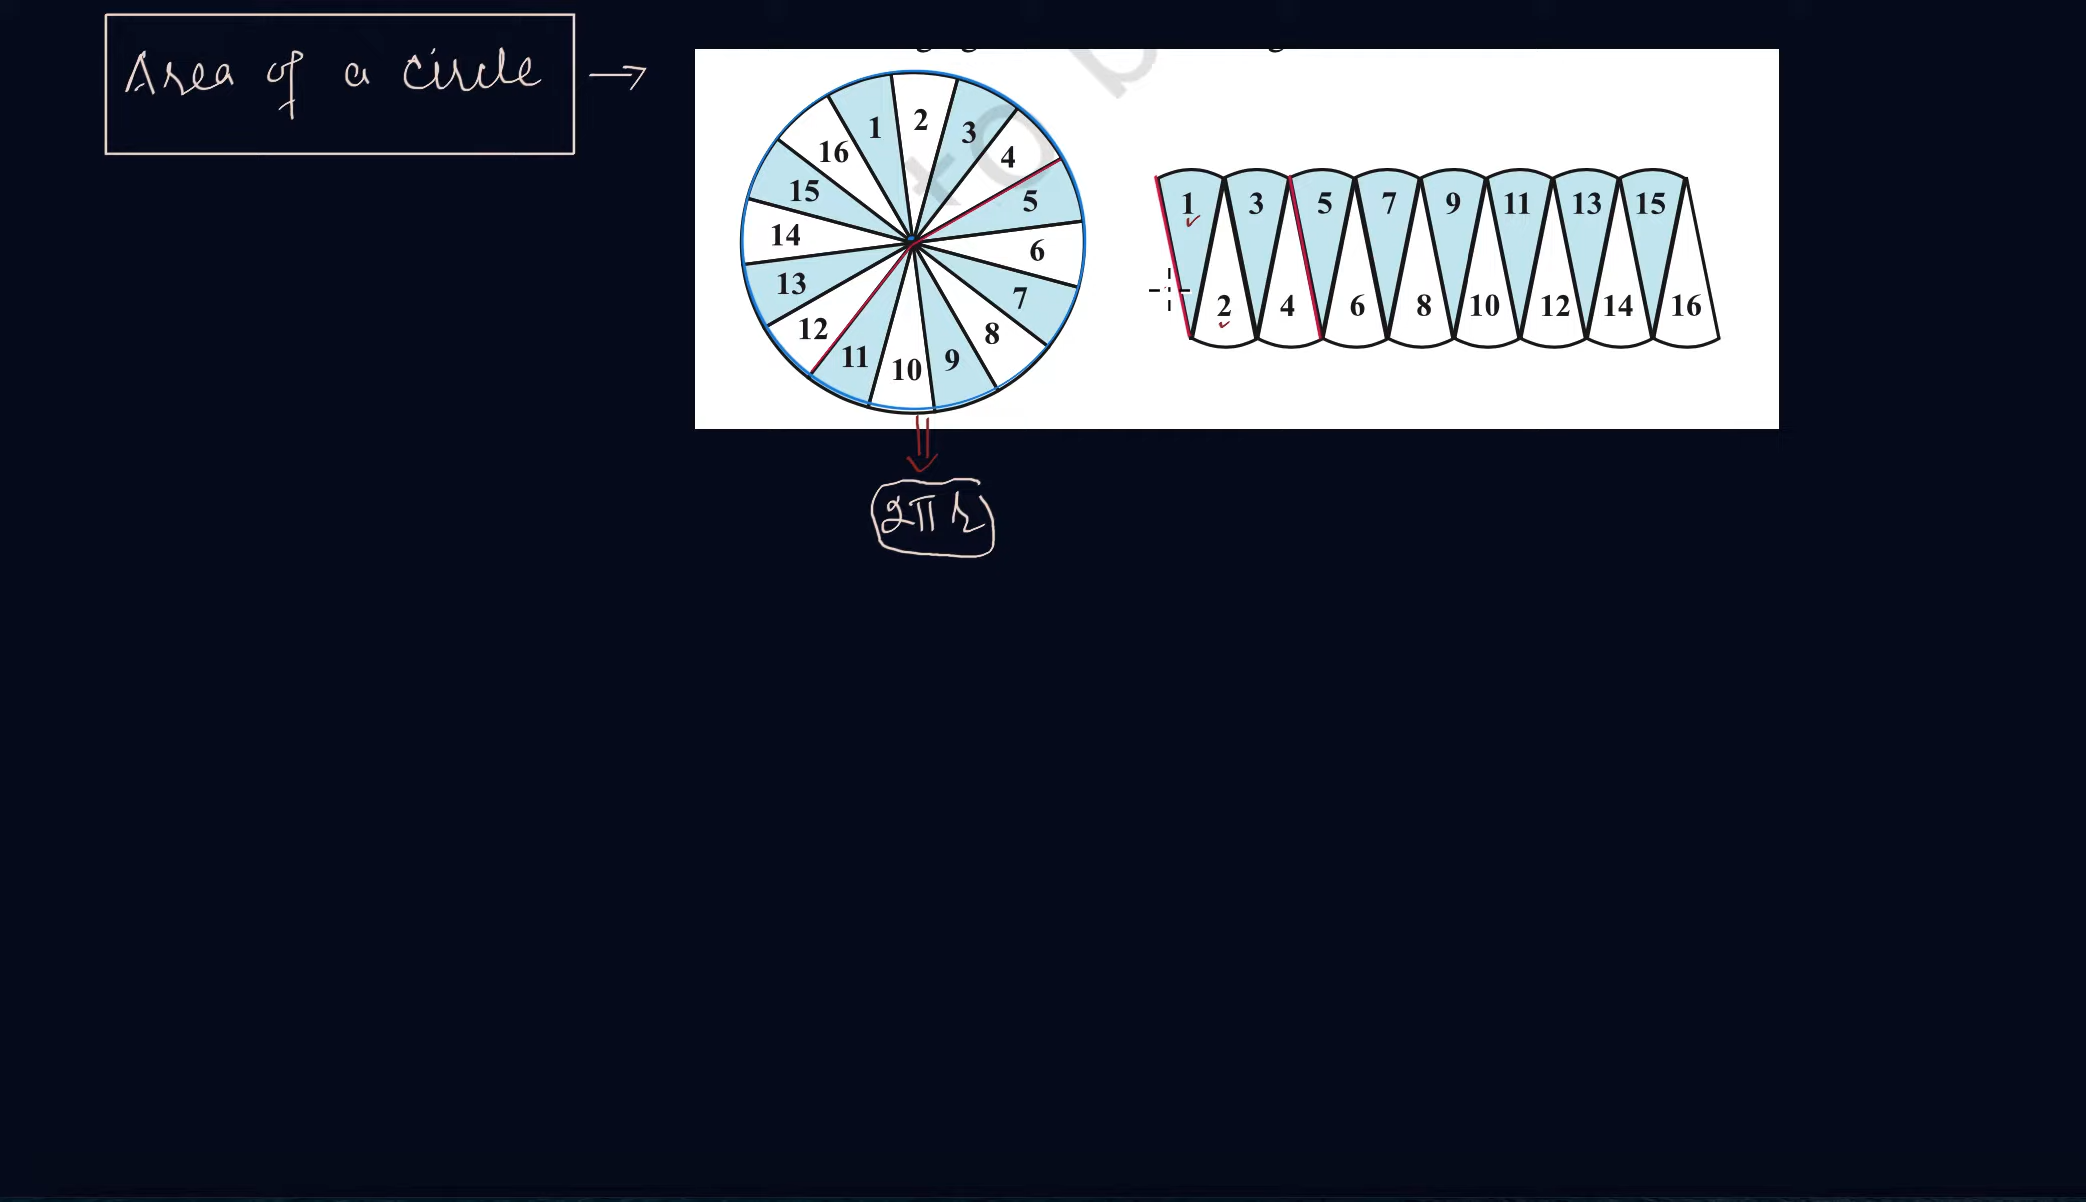 Area of a circle →
1 2 3 4 5 6 7 8 9 10 11 12 13 14 15 16
1 3 5 7 9 11 13 15
2 4 6 8 10 12 14 16
2πr